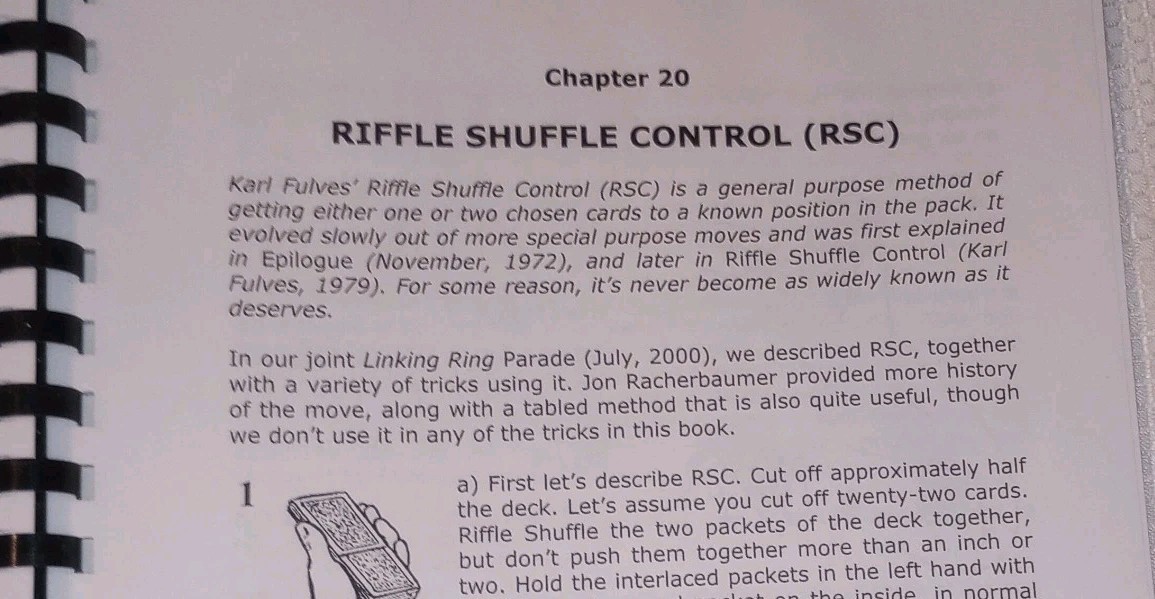 Chapter 20
RIFFLE SHUFFLE CONTROL (RSC)
Karl Fulves' Riffle Shuffle Control (RSC) is a general purpose method of
getting either one or two chosen cards to a known position in the pack. It
evolved slowly out of more special purpose moves and was first explained
in Epilogue (November, 1972), and later in Riffle Shuffle Control (Karl
Fulves, 1979). For some reason, it's never become as widely known as it
deserves.
In our joint Linking Ring Parade (July, 2000), we described RSC, together
with a variety of tricks using it. Jon Racherbaumer provided more history
of the move, along with a tabled method that is also quite useful, though
we don't use it in any of the tricks in this book.
1
a) First let's describe RSC. Cut off approximately half
the deck. Let's assume you cut off twenty-two cards.
Riffle Shuffle the two packets of the deck together,
but don't push them together more than an inch or
two. Hold the interlaced packets in the left hand with
on the inside, in normal